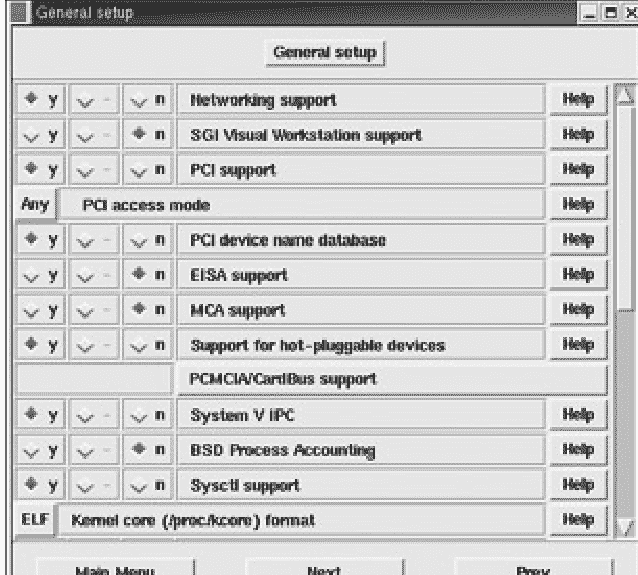 General setup
General setup
y - n Networking support Help
y - n SGI Visual Workstation support Help
y - n PCI support Help
Any PCI access mode Help
y - n PCI device name database Help
y - n EISA support Help
y - n MCA support Help
y - n Support for hot-pluggable devices Help
PCMCIA/CardBus support
y - n System V IPC Help
y - n BSD Process Accounting Help
y - n Sysctl support Help
ELF Kernel core (/proc/kcore) format Help
Main Menu Next Prev